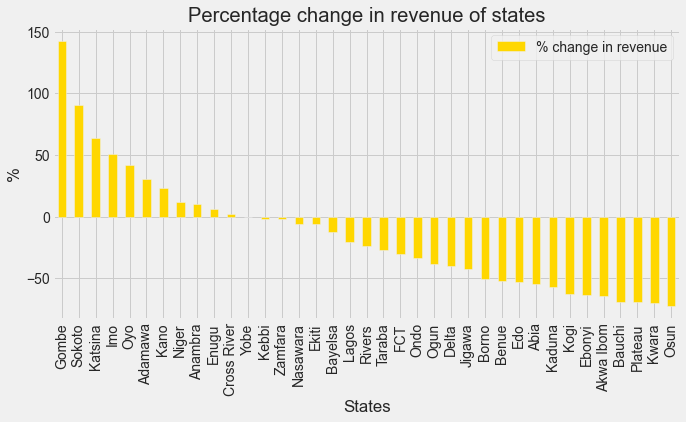 Percentage change in revenue of states
% change in revenue
150
100
50
0
−50
%
Gombe
Sokoto
Katsina
Imo
Oyo
Adamawa
Kano
Niger
Anambra
Enugu
Cross River
Yobe
Kebbi
Zamfara
Nasawara
Ekiti
Bayelsa
Lagos
Rivers
Taraba
FCT
Ondo
Ogun
Delta
Jigawa
Borno
Benue
Edo
Abia
Kaduna
Kogi
Ebonyi
Akwa Ibom
Bauchi
Plateau
Kwara
Osun
States